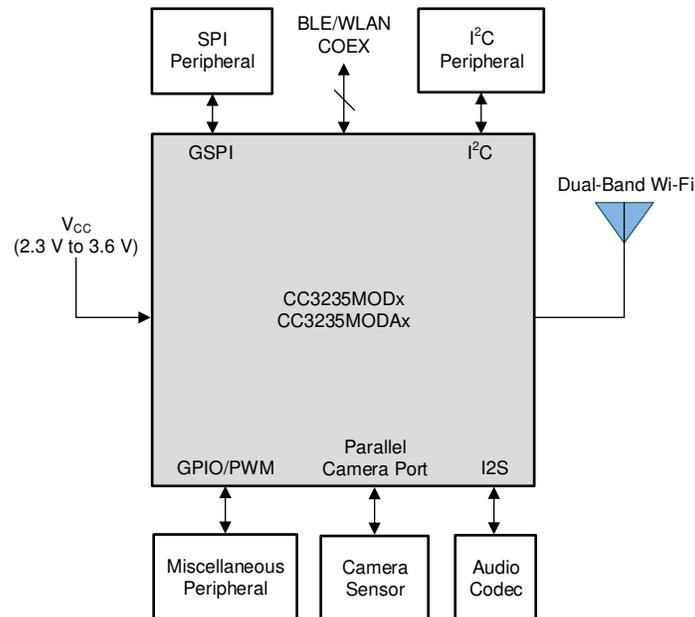 SPI
Peripheral
BLE/WLAN
COEX
I²C
Peripheral
GSPI
I²C
Dual-Band Wi-Fi
VCC
(2.3 V to 3.6 V)
CC3235MODx
CC3235MODAx
GPIO/PWM
Parallel
Camera Port
I2S
Miscellaneous
Peripheral
Camera
Sensor
Audio
Codec